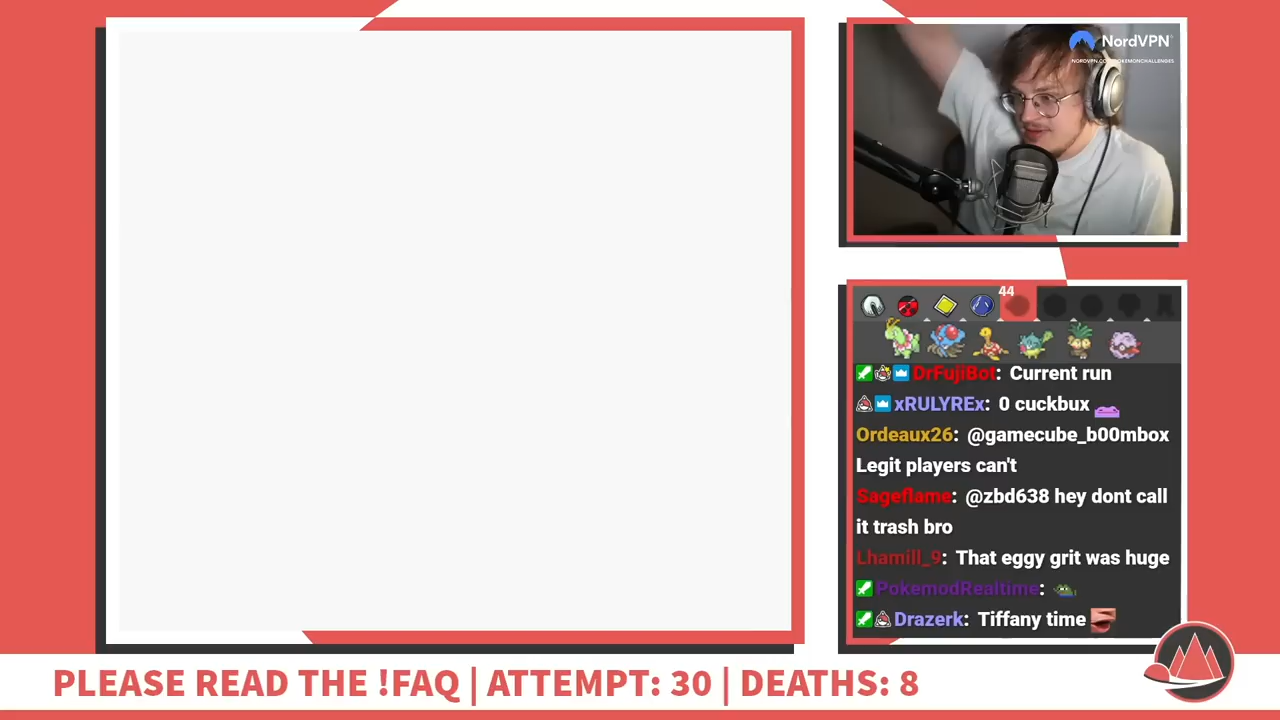 NordVPN
44
DrFujiBot: Current run
xRULYREx: 0 cuckbux
Ordeaux26: @gamecube_b00mbox
Legit players can't
Sageflame: @zbd638 hey dont call
it trash bro
Lhamill_9: That eggy grit was huge
PokemodRealtime:
Drazerk: Tiffany time
PLEASE READ THE !FAQ | ATTEMPT: 30 | DEATHS: 8